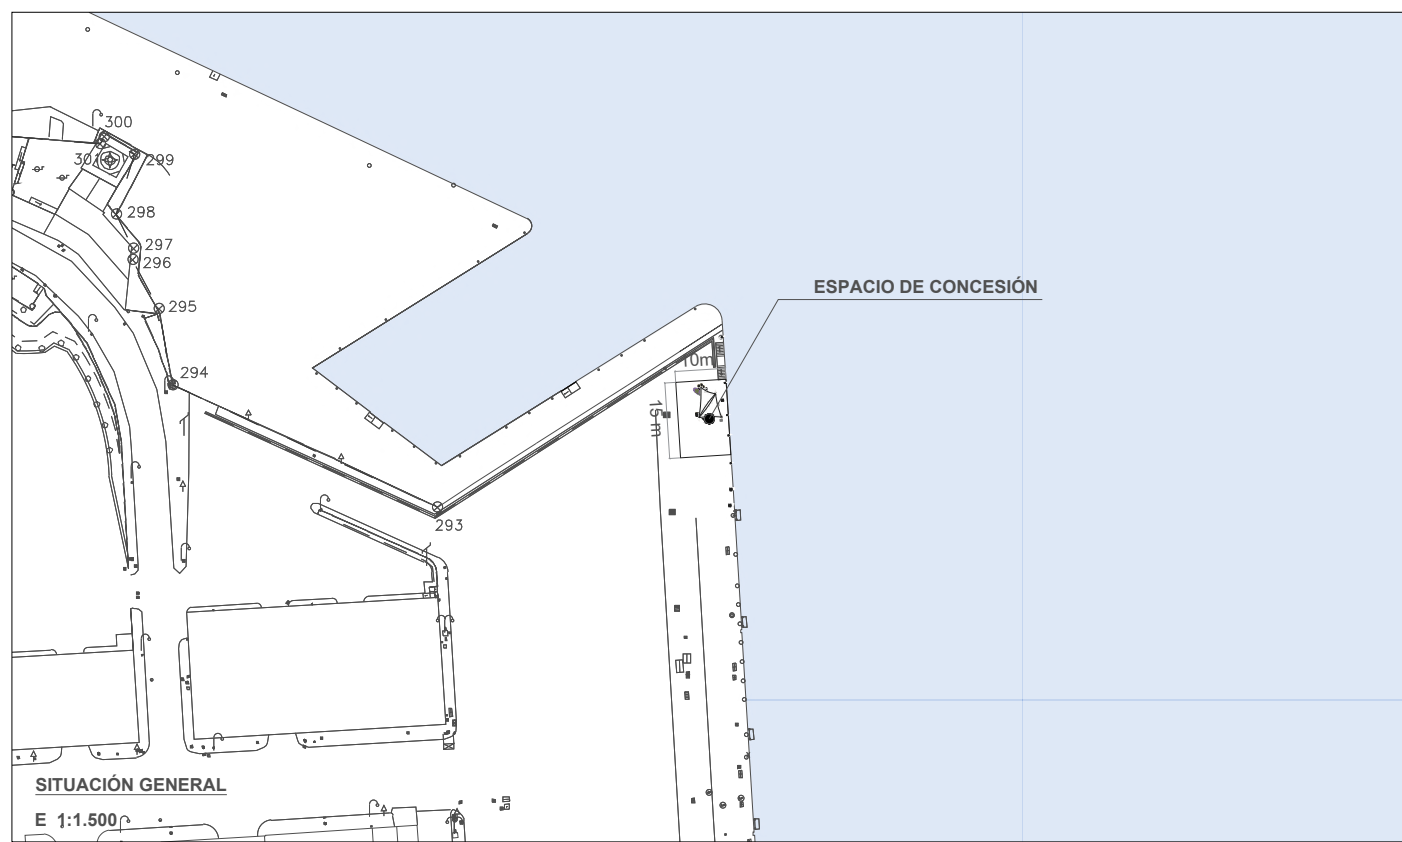 300
301
299
298
297
296
295
294
ESPACIO DE CONCESIÓN
10m
15 m
293
SITUACIÓN GENERAL
E 1:1.500